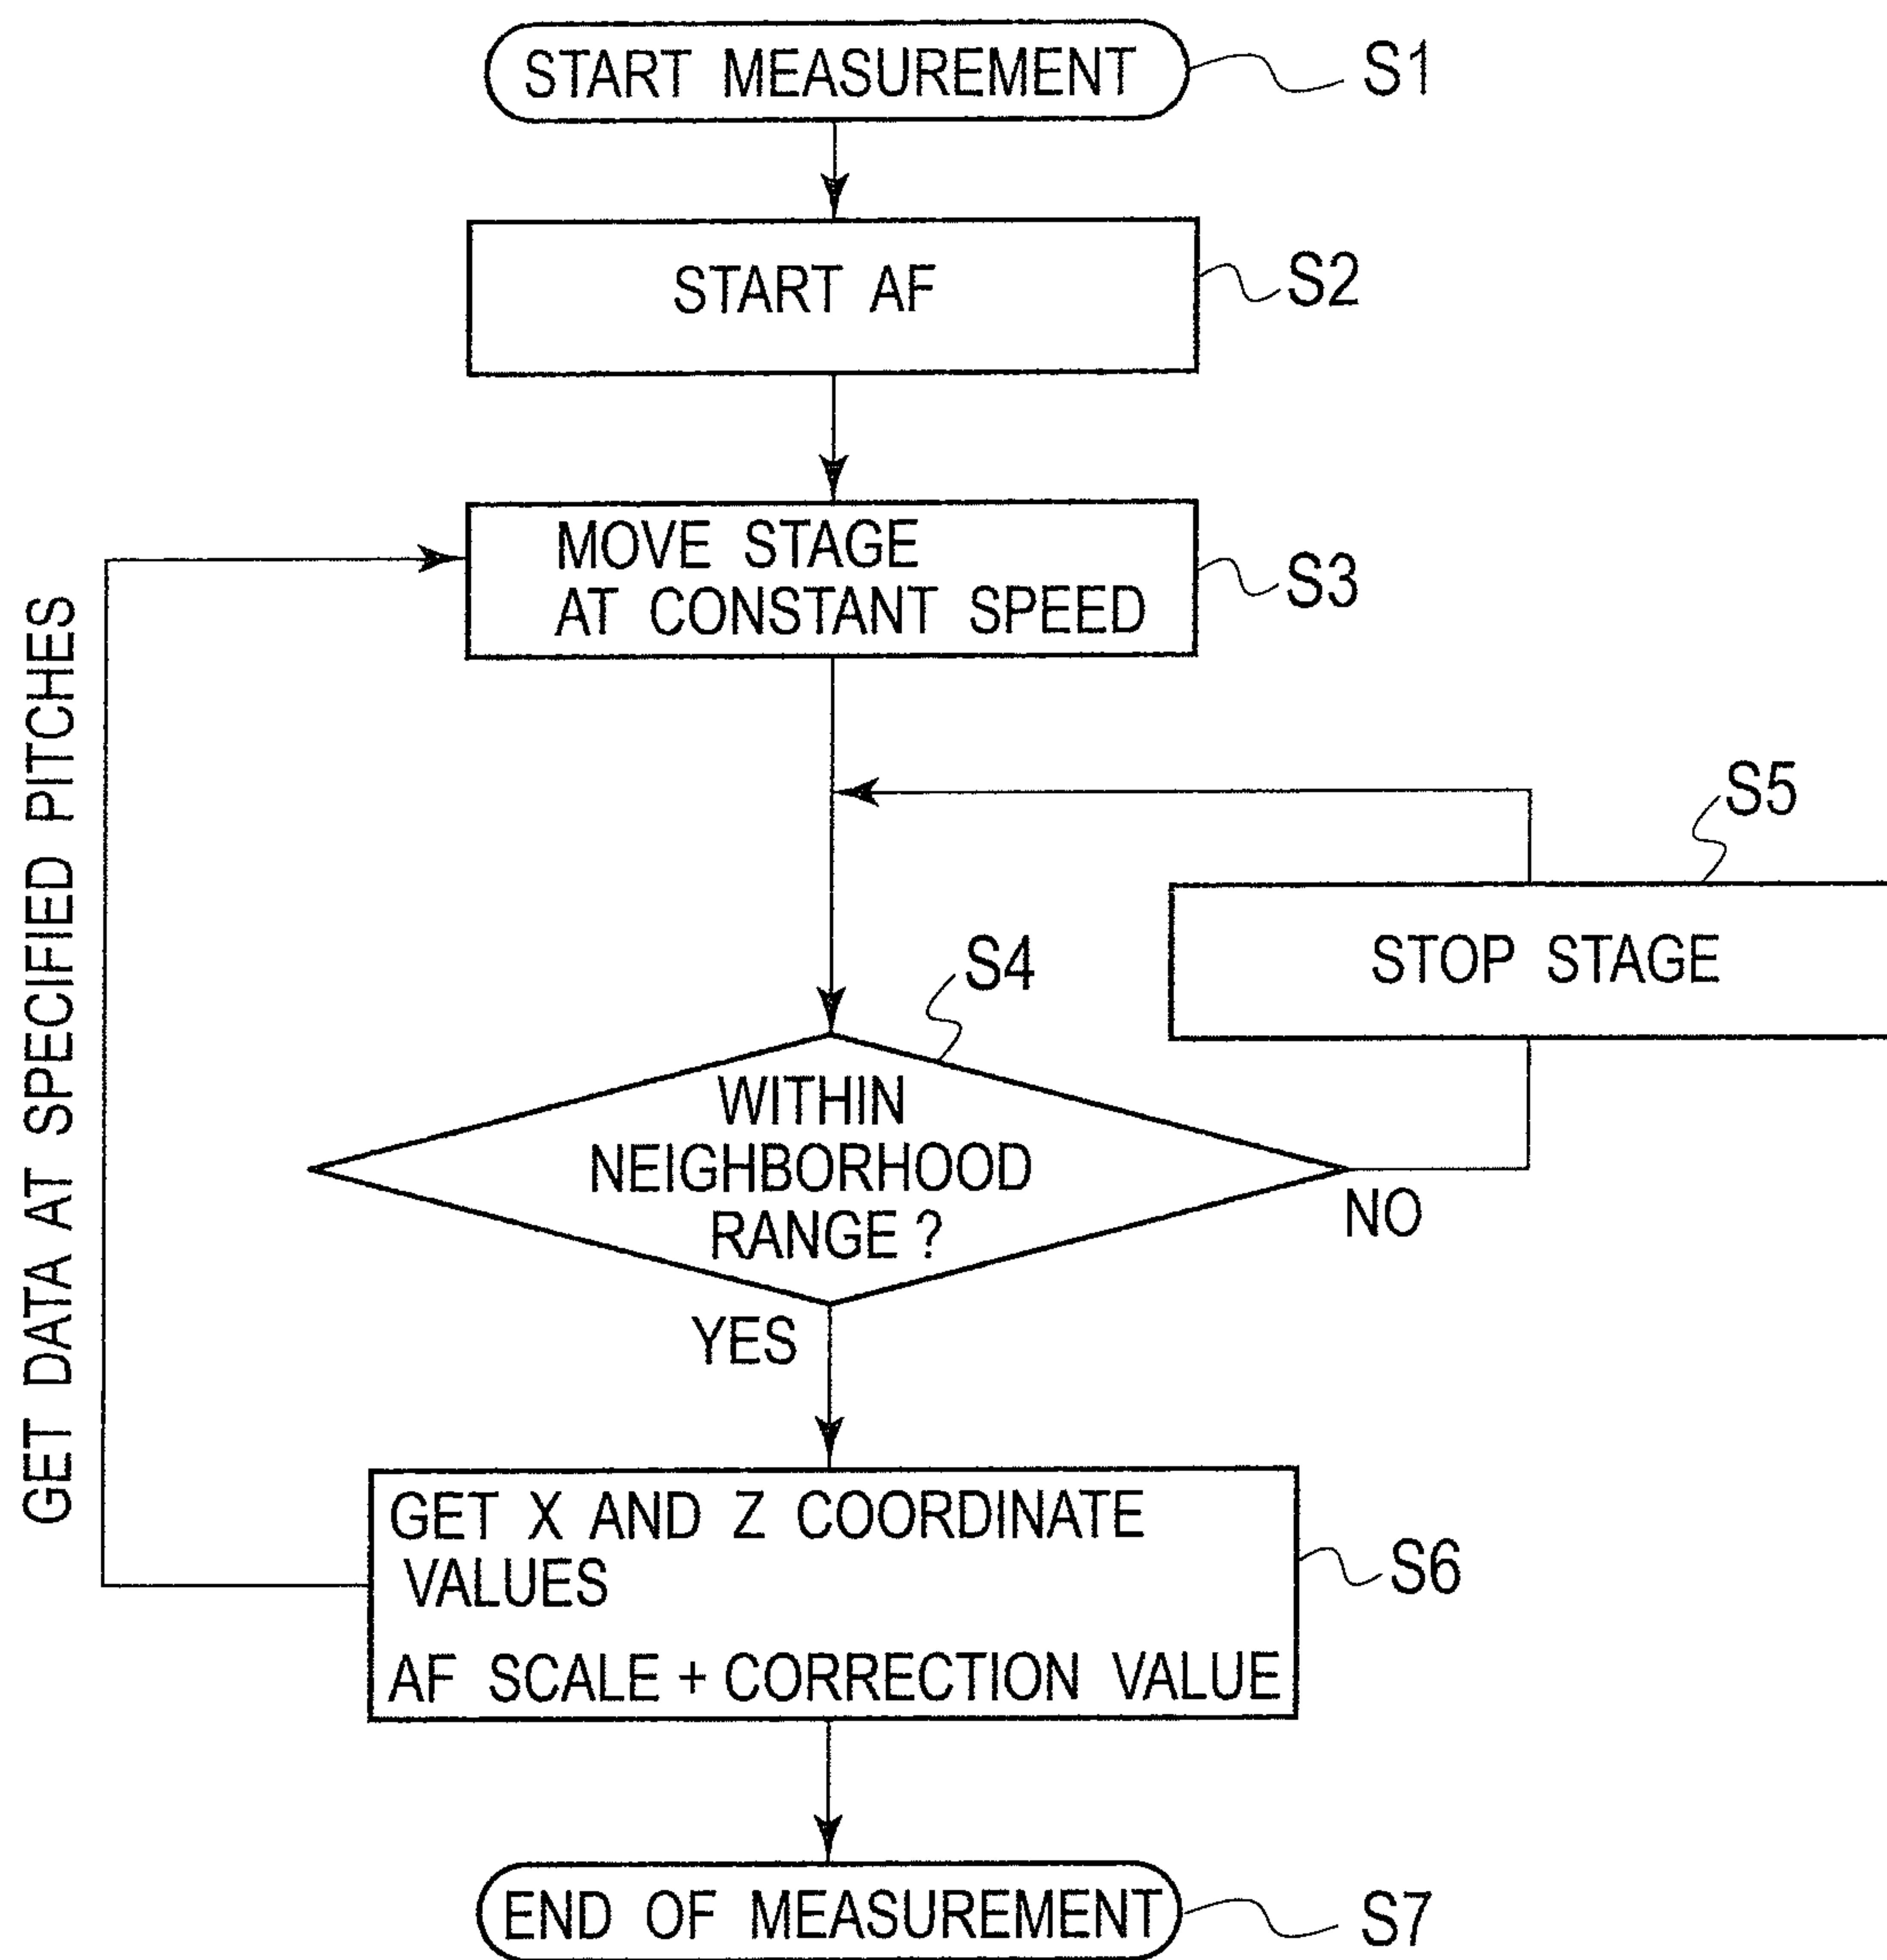 START MEASUREMENT
S1
START AF
S2
MOVE STAGE
AT CONSTANT SPEED
S3
GET DATA AT SPECIFIED PITCHES
S5
STOP STAGE
S4
WITHIN
NEIGHBORHOOD
RANGE ?
NO
YES
GET X AND Z COORDINATE
VALUES
AF SCALE + CORRECTION VALUE
S6
END OF MEASUREMENT
S7